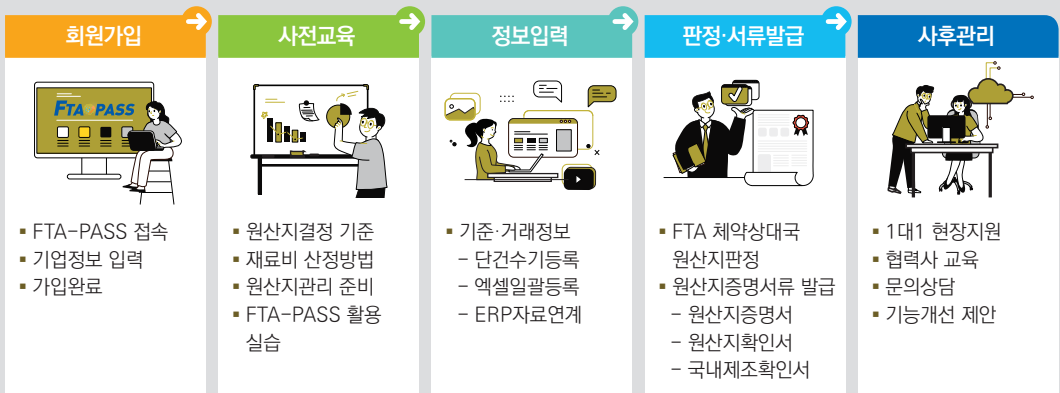 회원가입
FTA PASS
▪ FTA-PASS 접속
▪ 기업정보 입력
▪ 가입완료
사전교육
▪ 원산지결정 기준
▪ 재료비 산정방법
▪ 원산지관리 준비
▪ FTA-PASS 활용
실습
정보입력
▪ 기준·거래정보
- 단건수기등록
- 엑셀일괄등록
- ERP자료연계
판정·서류발급
▪ FTA 체약상대국
원산지판정
▪ 원산지증명서류 발급
- 원산지증명서
- 원산지확인서
- 국내제조확인서
사후관리
▪ 1대1 현장지원
▪ 협력사 교육
▪ 문의상담
▪ 기능개선 제안